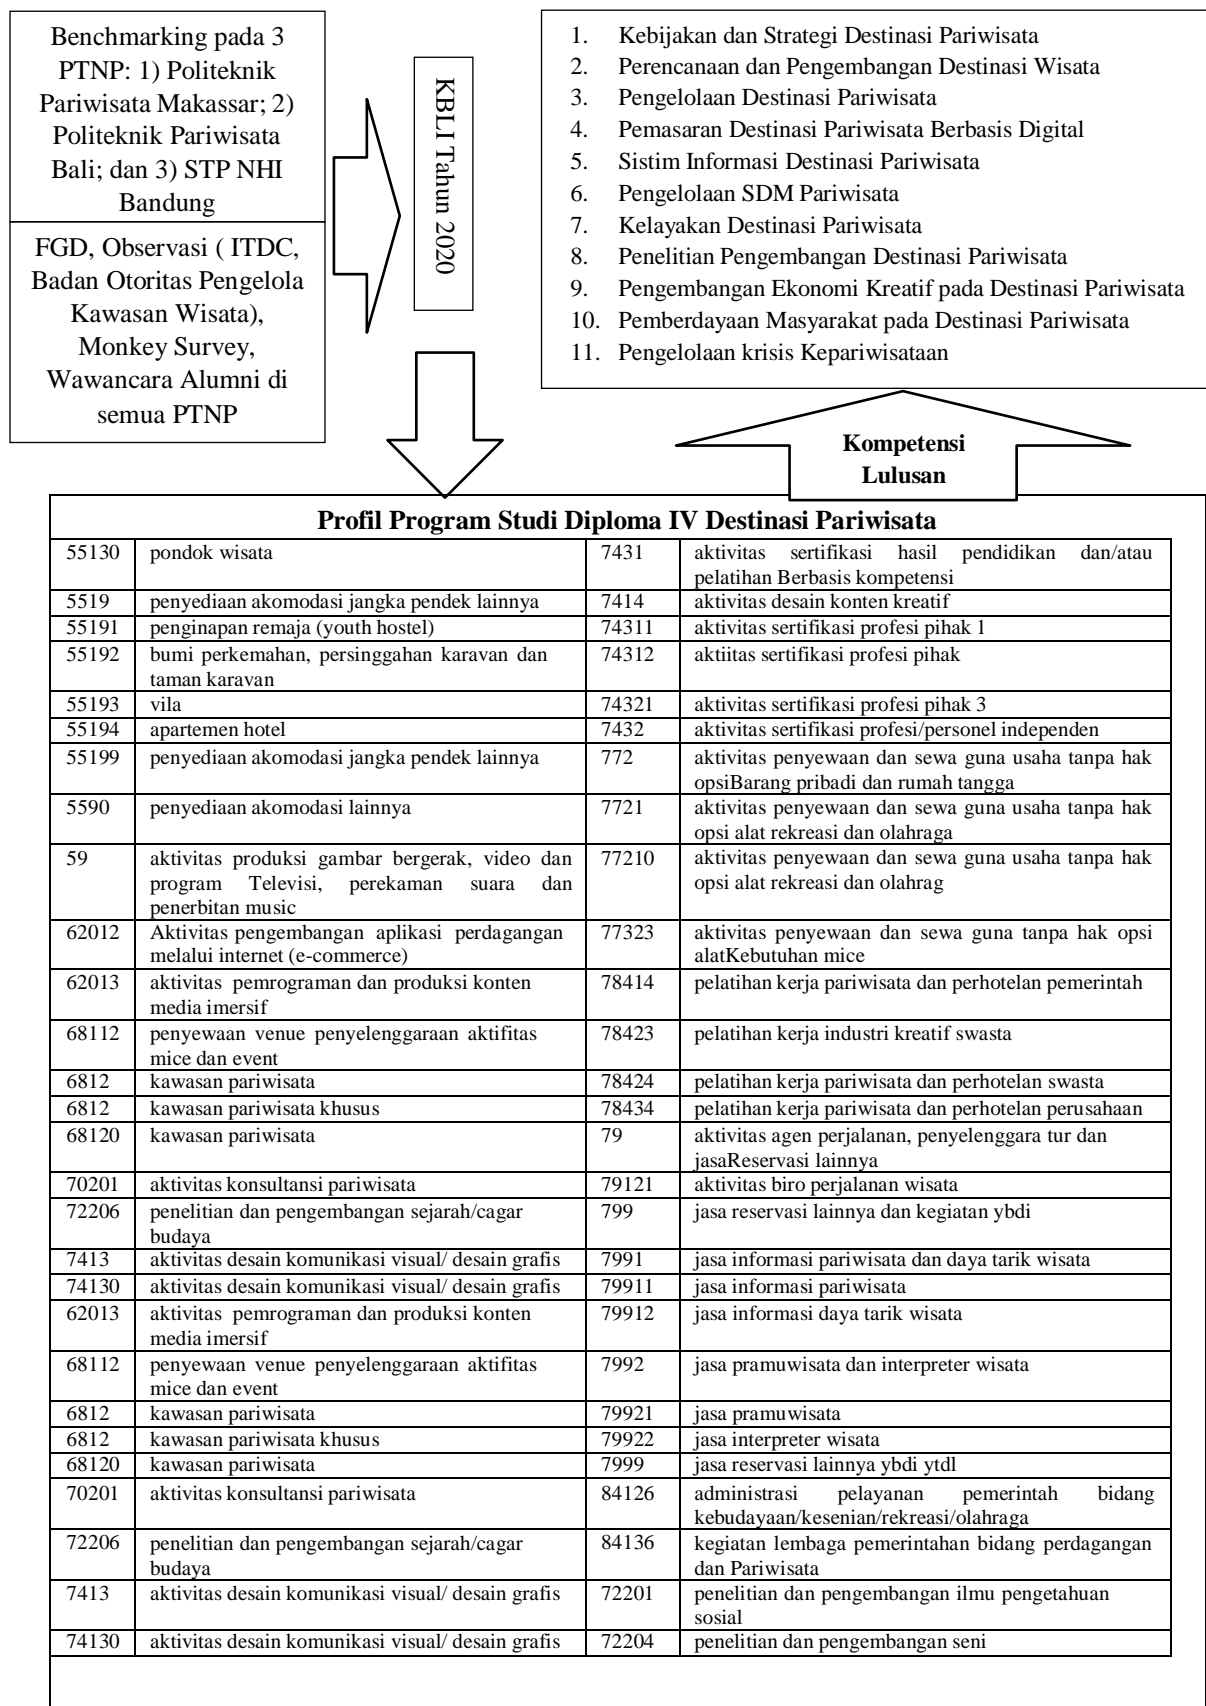 Benchmarking pada 3
PTNP: 1) Politeknik
Pariwisata Makassar; 2)
Politeknik Pariwisata
Bali; dan 3) STP NHI
Bandung
FGD, Observasi ( ITDC,
Badan Otoritas Pengelola
Kawasan Wisata),
Monkey Survey,
Wawancara Alumni di
semua PTNP
KBLI Tahun 2020
1. Kebijakan dan Strategi Destinasi Pariwisata
2. Perencanaan dan Pengembangan Destinasi Wisata
3. Pengelolaan Destinasi Pariwisata
4. Pemasaran Destinasi Pariwisata Berbasis Digital
5. Sistim Informasi Destinasi Pariwisata
6. Pengelolaan SDM Pariwisata
7. Kelayakan Destinasi Pariwisata
8. Penelitian Pengembangan Destinasi Pariwisata
9. Pengembangan Ekonomi Kreatif pada Destinasi Pariwisata
10. Pemberdayaan Masyarakat pada Destinasi Pariwisata
11. Pengelolaan krisis Kepariwisataan
Kompetensi
Lulusan
Profil Program Studi Diploma IV Destinasi Pariwisata
55130 pondok wisata 7431 aktivitas sertifikasi hasil pendidikan dan/atau
pelatihan Berbasis kompetensi
5519 penyediaan akomodasi jangka pendek lainnya 7414 aktivitas desain konten kreatif
55191 penginapan remaja (youth hostel) 74311 aktivitas sertifikasi profesi pihak 1
55192 bumi perkemahan, persinggahan karavan dan 74312 aktiitas sertifikasi profesi pihak
taman karavan
55193 vila 74321 aktivitas sertifikasi profesi pihak 3
55194 apartemen hotel 7432 aktivitas sertifikasi profesi/personel independen
55199 penyediaan akomodasi jangka pendek lainnya 772 aktivitas penyewaan dan sewa guna usaha tanpa hak
opsiBarang pribadi dan rumah tangga
5590 penyediaan akomodasi lainnya 7721 aktivitas penyewaan dan sewa guna usaha tanpa hak
opsi alat rekreasi dan olahraga
59 aktivitas produksi gambar bergerak, video dan 77210 aktivitas penyewaan dan sewa guna usaha tanpa hak
program Televisi, perekaman suara dan opsi alat rekreasi dan olahrag
penerbitan music
62012 Aktivitas pengembangan aplikasi perdagangan 77323 aktivitas penyewaan dan sewa guna tanpa hak opsi
melalui internet (e-commerce) alatKebutuhan mice
62013 aktivitas pemrograman dan produksi konten 78414 pelatihan kerja pariwisata dan perhotelan pemerintah
media imersif
68112 penyewaan venue penyelenggaraan aktifitas 78423 pelatihan kerja industri kreatif swasta
mice dan event
6812 kawasan pariwisata 78424 pelatihan kerja pariwisata dan perhotelan swasta
6812 kawasan pariwisata khusus 78434 pelatihan kerja pariwisata dan perhotelan perusahaan
68120 kawasan pariwisata 79 aktivitas agen perjalanan, penyelenggara tur dan
jasaReservasi lainnya
70201 aktivitas konsultansi pariwisata 79121 aktivitas biro perjalanan wisata
72206 penelitian dan pengembangan sejarah/cagar 799 jasa reservasi lainnya dan kegiatan ybdi
budaya
7413 aktivitas desain komunikasi visual/ desain grafis 7991 jasa informasi pariwisata dan daya tarik wisata
74130 aktivitas desain komunikasi visual/ desain grafis 79911 jasa informasi pariwisata
62013 aktivitas pemrograman dan produksi konten 79912 jasa informasi daya tarik wisata
media imersif
68112 penyewaan venue penyelenggaraan aktifitas 7992 jasa pramuwisata dan interpreter wisata
mice dan event
6812 kawasan pariwisata 79921 jasa pramuwisata
6812 kawasan pariwisata khusus 79922 jasa interpreter wisata
68120 kawasan pariwisata 7999 jasa reservasi lainnya ybdi ytdl
70201 aktivitas konsultansi pariwisata 84126 administrasi pelayanan pemerintah bidang
kebudayaan/kesenian/rekreasi/olahraga
72206 penelitian dan pengembangan sejarah/cagar 84136 kegiatan lembaga pemerintahan bidang perdagangan
budaya dan Pariwisata
7413 aktivitas desain komunikasi visual/ desain grafis 72201 penelitian dan pengembangan ilmu pengetahuan
sosial
74130 aktivitas desain komunikasi visual/ desain grafis 72204 penelitian dan pengembangan seni